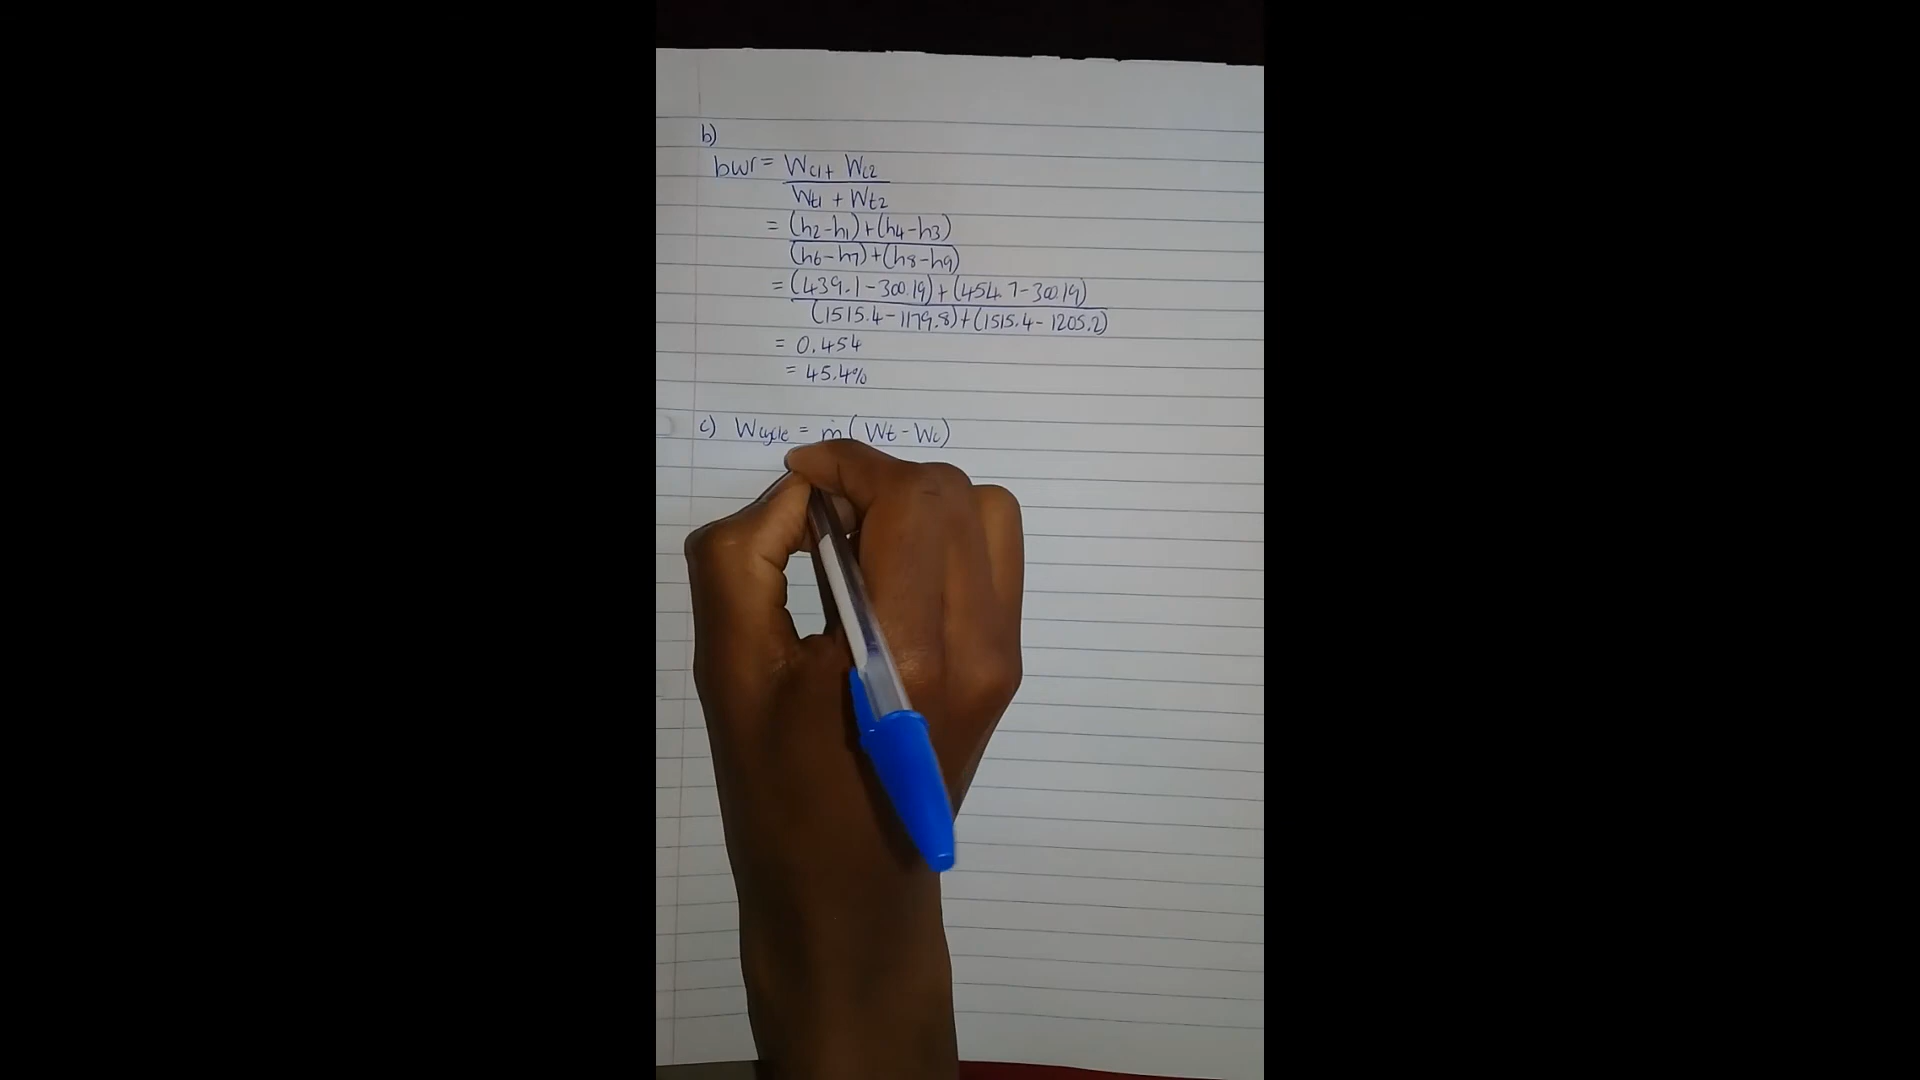 b)
bwr = Wc1 + Wc2
Wt1 + Wt2
= (h2-h1)+(h4-h3)
(h6-h7)+(h8-h9)
= (439.1-300.19)+(454.7-300.19)
(1515.4-1179.8)+(1515.4-1205.2)
= 0.454
= 45.4%
c) Wcycle = ṁ(Wt - Wc)